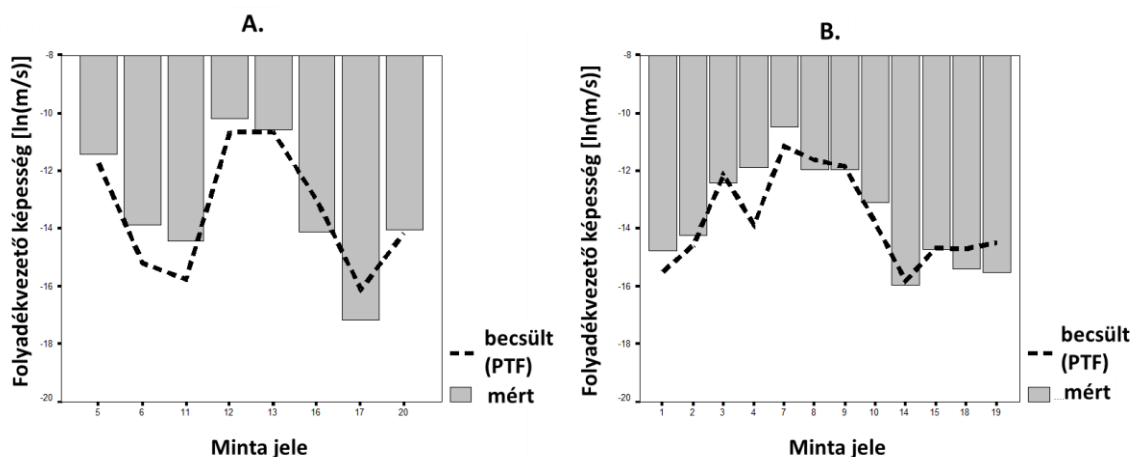 A.
Folyadékvezető képesség [ln(m/s)]
-8
-10
-12
-14
-16
-18
-20
5 6 11 12 13 16 17 20
Minta jele
becsült
(PTF)
mért
B.
Folyadékvezető képesség [ln(m/s)]
-8
-10
-12
-14
-16
-18
-20
1 2 3 4 7 8 9 10 14 15 18 19
Minta jele
becsült
(PTF)
mért